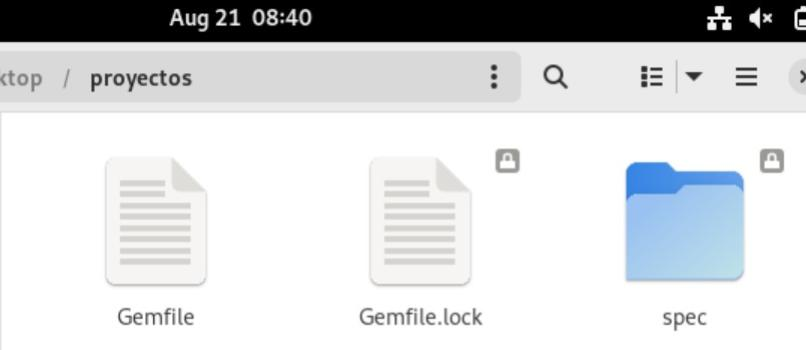 Aug 21 08:40
ktop / proyectos
Gemfile
Gemfile.lock
spec